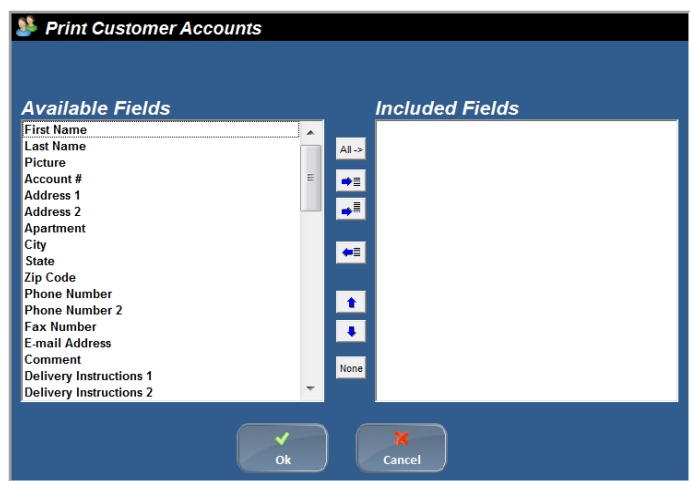 Print Customer Accounts
Available Fields
Included Fields
First Name
Last Name
Picture
Account #
Address 1
Address 2
Apartment
City
State
Zip Code
Phone Number
Phone Number 2
Fax Number
E-mail Address
Comment
Delivery Instructions 1
Delivery Instructions 2
All ->
None
Ok
Cancel